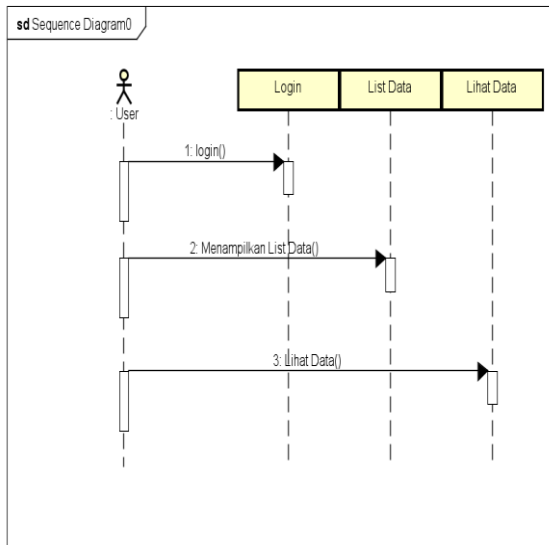 sd Sequence Diagram0
: User
Login
List Data
Lihat Data
1: login()
2: Menampilkan List Data()
3: Lihat Data()